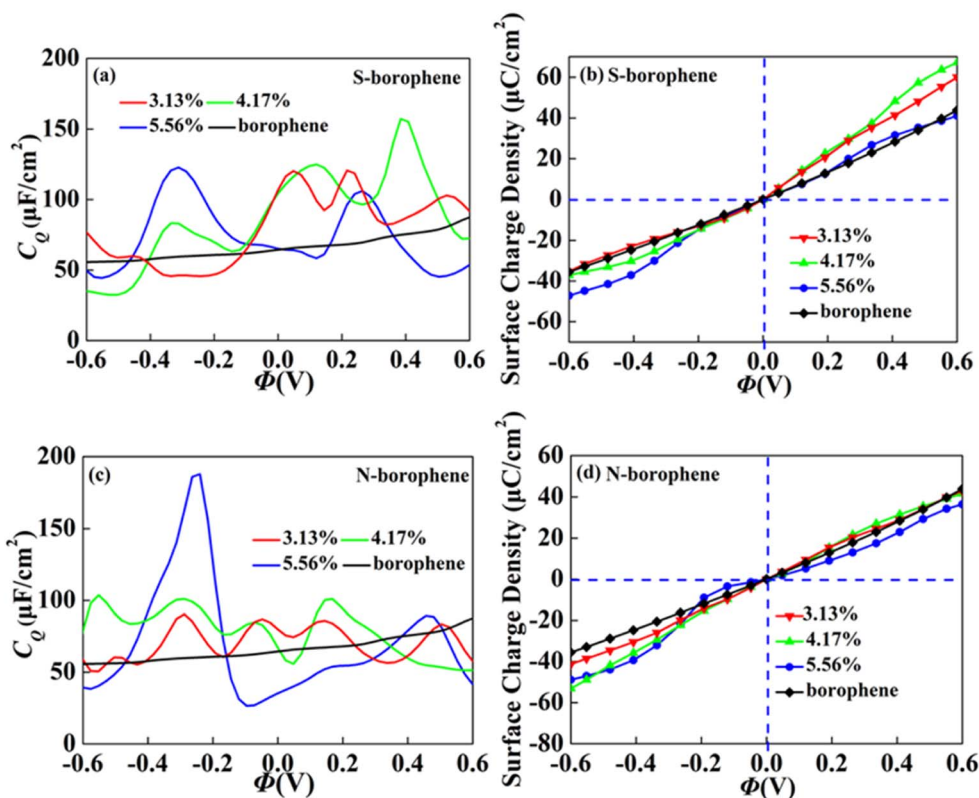 200
150
100
50
0
C_Q (μF/cm²)
(a)
S-borophene
3.13% 4.17%
5.56% borophene
-0.6 -0.4 -0.2 0.0 0.2 0.4 0.6
Φ(V)
60
40
20
0
-20
-40
-60
Surface Charge Density (μC/cm²)
(b) S-borophene
3.13%
4.17%
5.56%
borophene
-0.6 -0.4 -0.2 0.0 0.2 0.4 0.6
Φ(V)
200
150
100
50
0
C_Q (μF/cm²)
(c)
N-borophene
3.13% 4.17%
5.56% borophene
-0.6 -0.4 -0.2 0.0 0.2 0.4 0.6
Φ(V)
60
40
20
0
-20
-40
-60
-80
Surface Charge Density (μC/cm²)
(d) N-borophene
3.13%
4.17%
5.56%
borophene
-0.6 -0.4 -0.2 0.0 0.2 0.4 0.6
Φ(V)